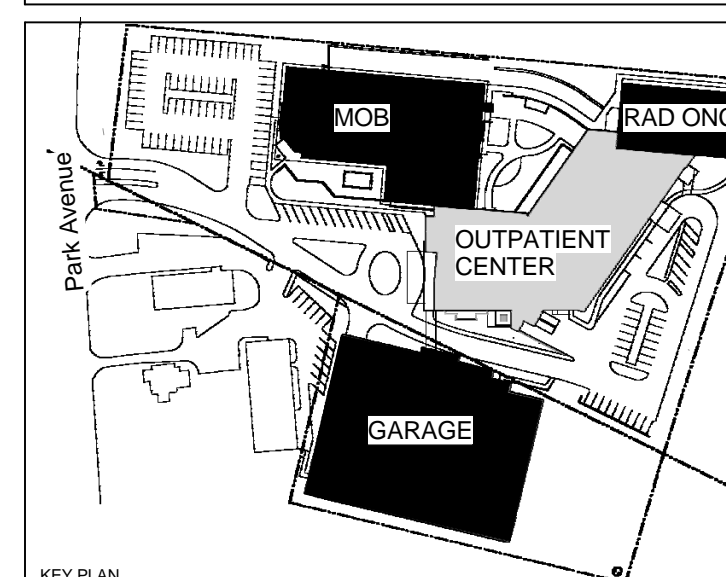 MOB
RAD ONC
Park Avenue
OUTPATIENT
CENTER
GARAGE
KEY PLAN